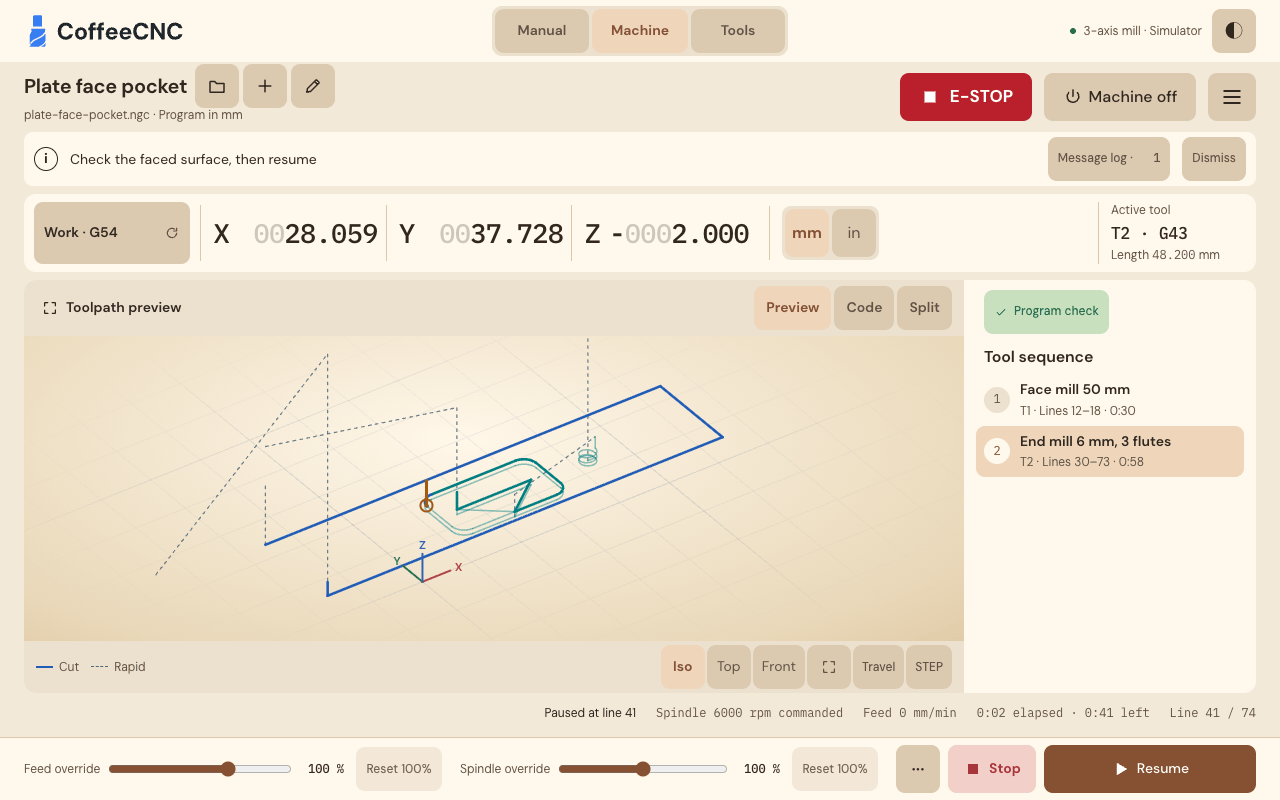 CoffeeCNC
Manual
Machine
Tools
3-axis mill · Simulator
Plate face pocket
plate-face-pocket.ngc · Program in mm
E-STOP
Machine off
Check the faced surface, then resume
Message log · 1
Dismiss
Work · G54
X 0028.059
Y 0037.728
Z -0002.000
mm
in
Active tool
T2 · G43
Length 48.200 mm
Toolpath preview
Preview
Code
Split
Z
Y
X
Cut
Rapid
Iso
Top
Front
Travel
STEP
Program check
Tool sequence
1
Face mill 50 mm
T1 · Lines 12–18 · 0:30
2
End mill 6 mm, 3 flutes
T2 · Lines 30–73 · 0:58
Paused at line 41
Spindle 6000 rpm commanded
Feed 0 mm/min
0:02 elapsed · 0:41 left
Line 41 / 74
Feed override
100 %
Reset 100%
Spindle override
100 %
Reset 100%
Stop
Resume